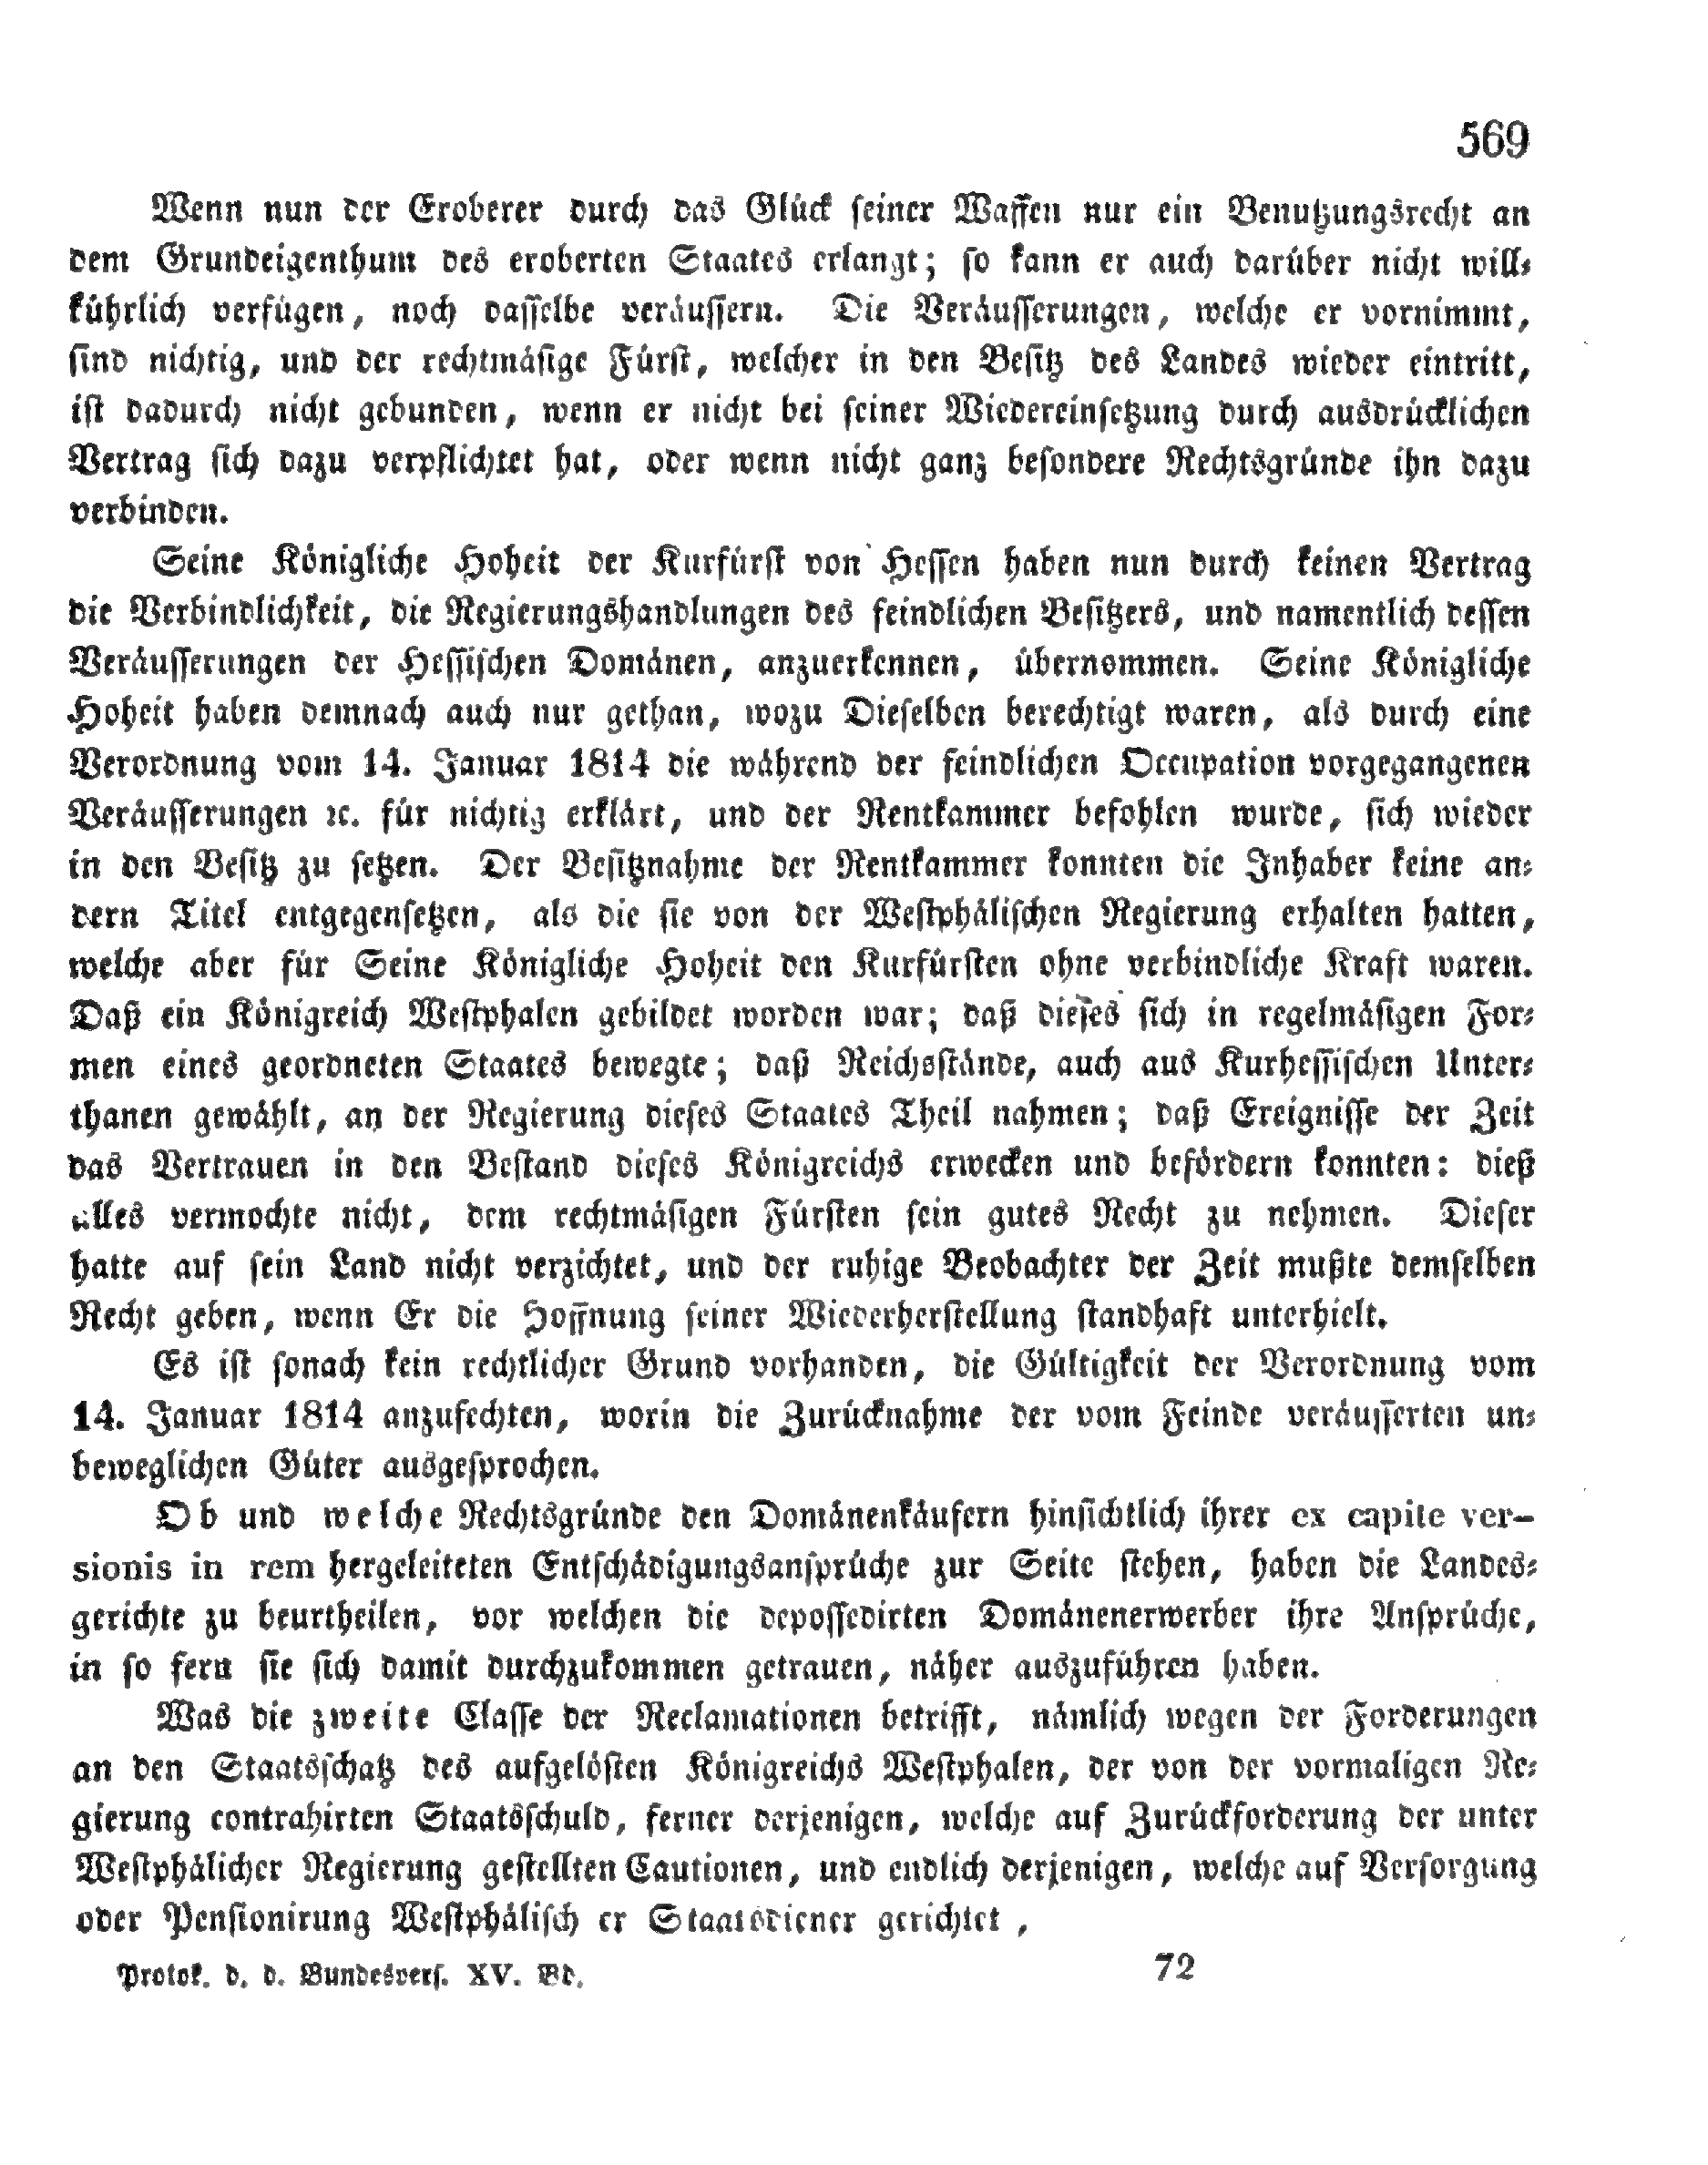 569
Wenn nun der Eroberer durch das Glück seiner Waffen nur ein Benutzungsrecht an
dem Grundeigenthum des eroberten Staates erlangt; so kann er auch darüber nicht will-
kührlich verfügen, noch dasselbe veräussern. Die Veräusserungen, welche er vornimmt,
sind nichtig, und der rechtmäsige Fürst, welcher in den Besitz des Landes wieder eintritt,
ist dadurch nicht gebunden, wenn er nicht bei seiner Wiedereinsetzung durch ausdrücklichen
Vertrag sich dazu verpflichtet hat, oder wenn nicht ganz besondere Rechtsgründe ihn dazu
verbinden.
Seine Königliche Hoheit der Kurfürst von Hessen haben nun durch keinen Vertrag
die Verbindlichkeit, die Regierungshandlungen des feindlichen Besitzers, und namentlich dessen
Veräusserungen der Hessischen Domänen, anzuerkennen, übernommen. Seine Königliche
Hoheit haben demnach auch nur gethan, wozu Dieselben berechtigt waren, als durch eine
Verordnung vom 14. Januar 1814 die während der feindlichen Occupation vorgegangenen
Veräusserungen ꝛc. für nichtig erklärt, und der Rentkammer befohlen wurde, sich wieder
in den Besitz zu setzen. Der Besitznahme der Rentkammer konnten die Inhaber keine an-
dern Titel entgegensetzen, als die sie von der Westphälischen Regierung erhalten hatten,
welche aber für Seine Königliche Hoheit den Kurfürsten ohne verbindliche Kraft waren.
Daß ein Königreich Westphalen gebildet worden war; daß dieses sich in regelmäsigen For-
men eines geordneten Staates bewegte; daß Reichsstände, auch aus Kurhessischen Unter-
thanen gewählt, an der Regierung dieses Staates Theil nahmen; daß Ereignisse der Zeit
das Vertrauen in den Bestand dieses Königreichs erwecken und befördern konnten: dieß
alles vermochte nicht, dem rechtmäsigen Fürsten sein gutes Recht zu nehmen. Dieser
hatte auf sein Land nicht verzichtet, und der ruhige Beobachter der Zeit mußte demselben
Recht geben, wenn Er die Hoffnung seiner Wiederherstellung standhaft unterhielt.
Es ist sonach kein rechtlicher Grund vorhanden, die Gültigkeit der Verordnung vom
14. Januar 1814 anzufechten, worin die Zurücknahme der vom Feinde veräusserten un-
beweglichen Güter ausgesprochen.
Ob und welche Rechtsgründe den Domänenkäufern hinsichtlich ihrer ex capite ver-
sionis in rem hergeleiteten Entschädigungsansprüche zur Seite stehen, haben die Landes-
gerichte zu beurtheilen, vor welchen die depossedirten Domänenerwerber ihre Ansprüche,
in so fern sie sich damit durchzukommen getrauen, näher auszuführen haben.
Was die zweite Classe der Reclamationen betrifft, nämlich wegen der Forderungen
an den Staatsschatz des aufgelösten Königreichs Westphalen, der von der vormaligen Re-
gierung contrahirten Staatsschuld, ferner derjenigen, welche auf Zurückforderung der unter
Westphälicher Regierung gestellten Cautionen, und endlich derjenigen, welche auf Versorgung
oder Pensionirung Westphälisch er Staatsdiener gerichtet ,
Protok. d. d. Bundesvers. XV. Bd. 72